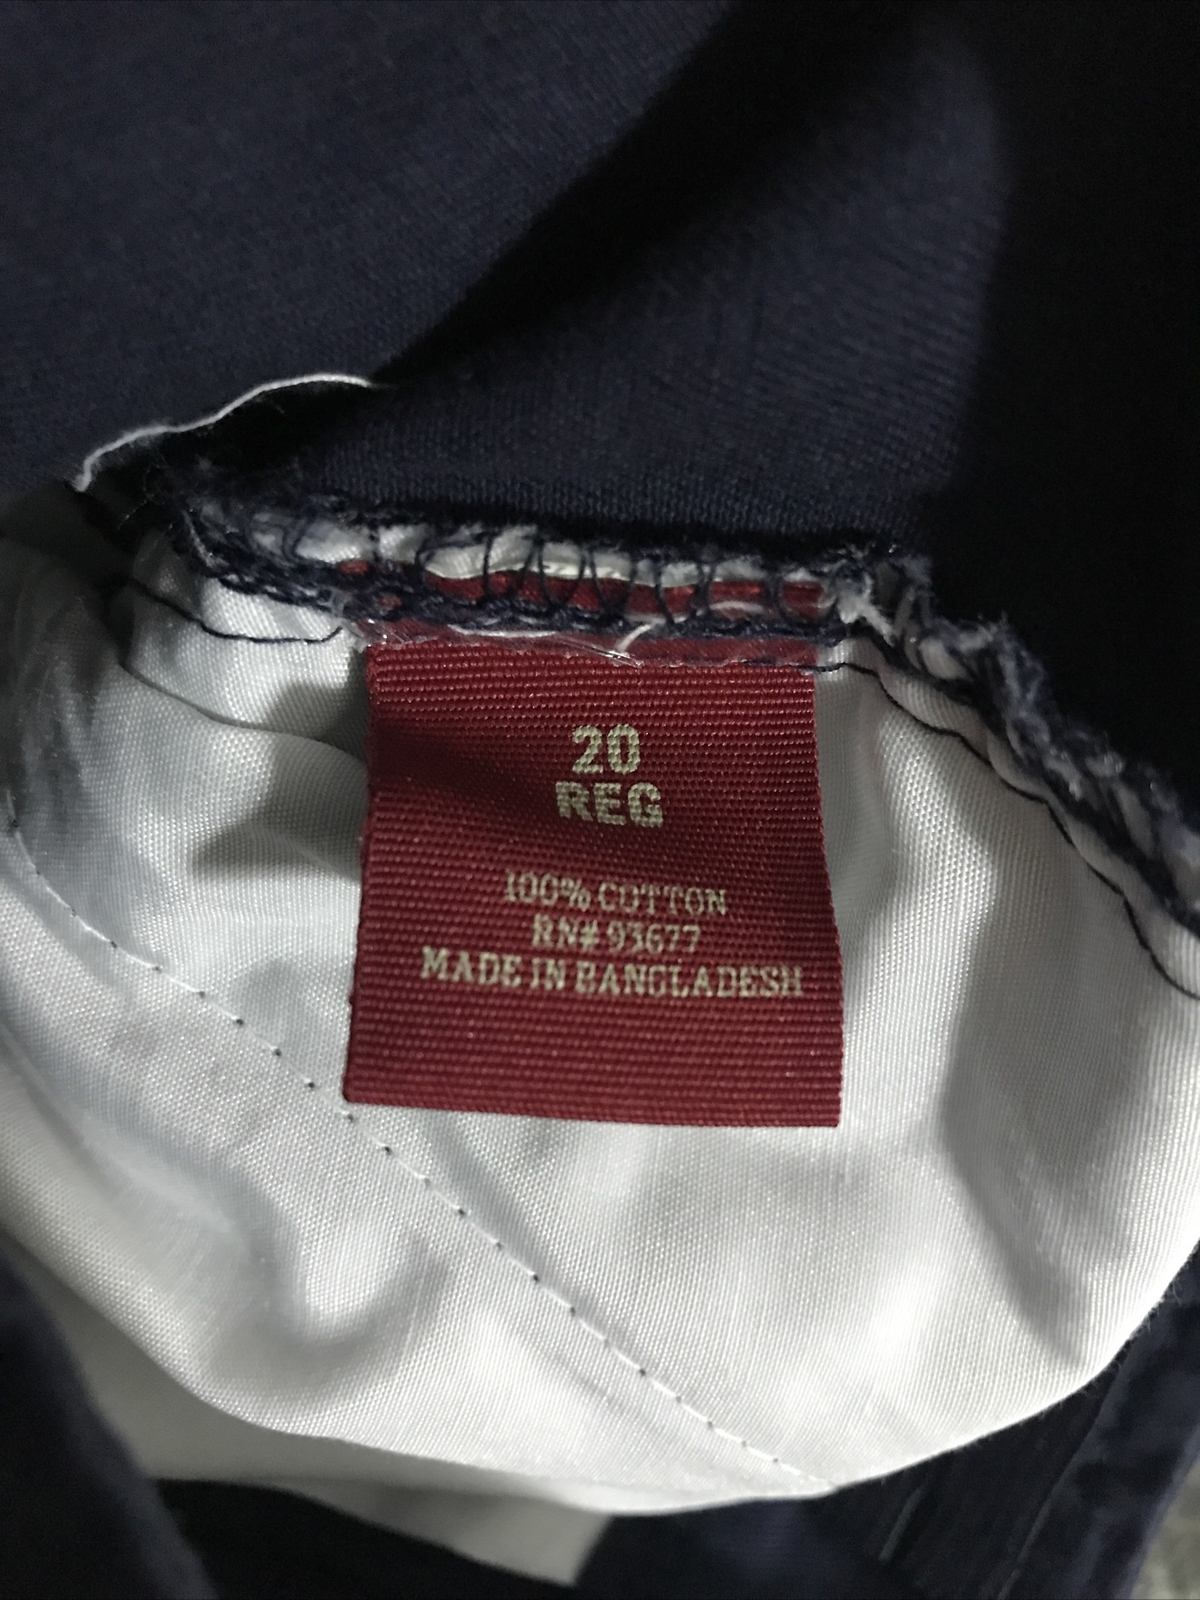 20
REG
100% COTTON
RN# 93677
MADE IN BANGLADESH